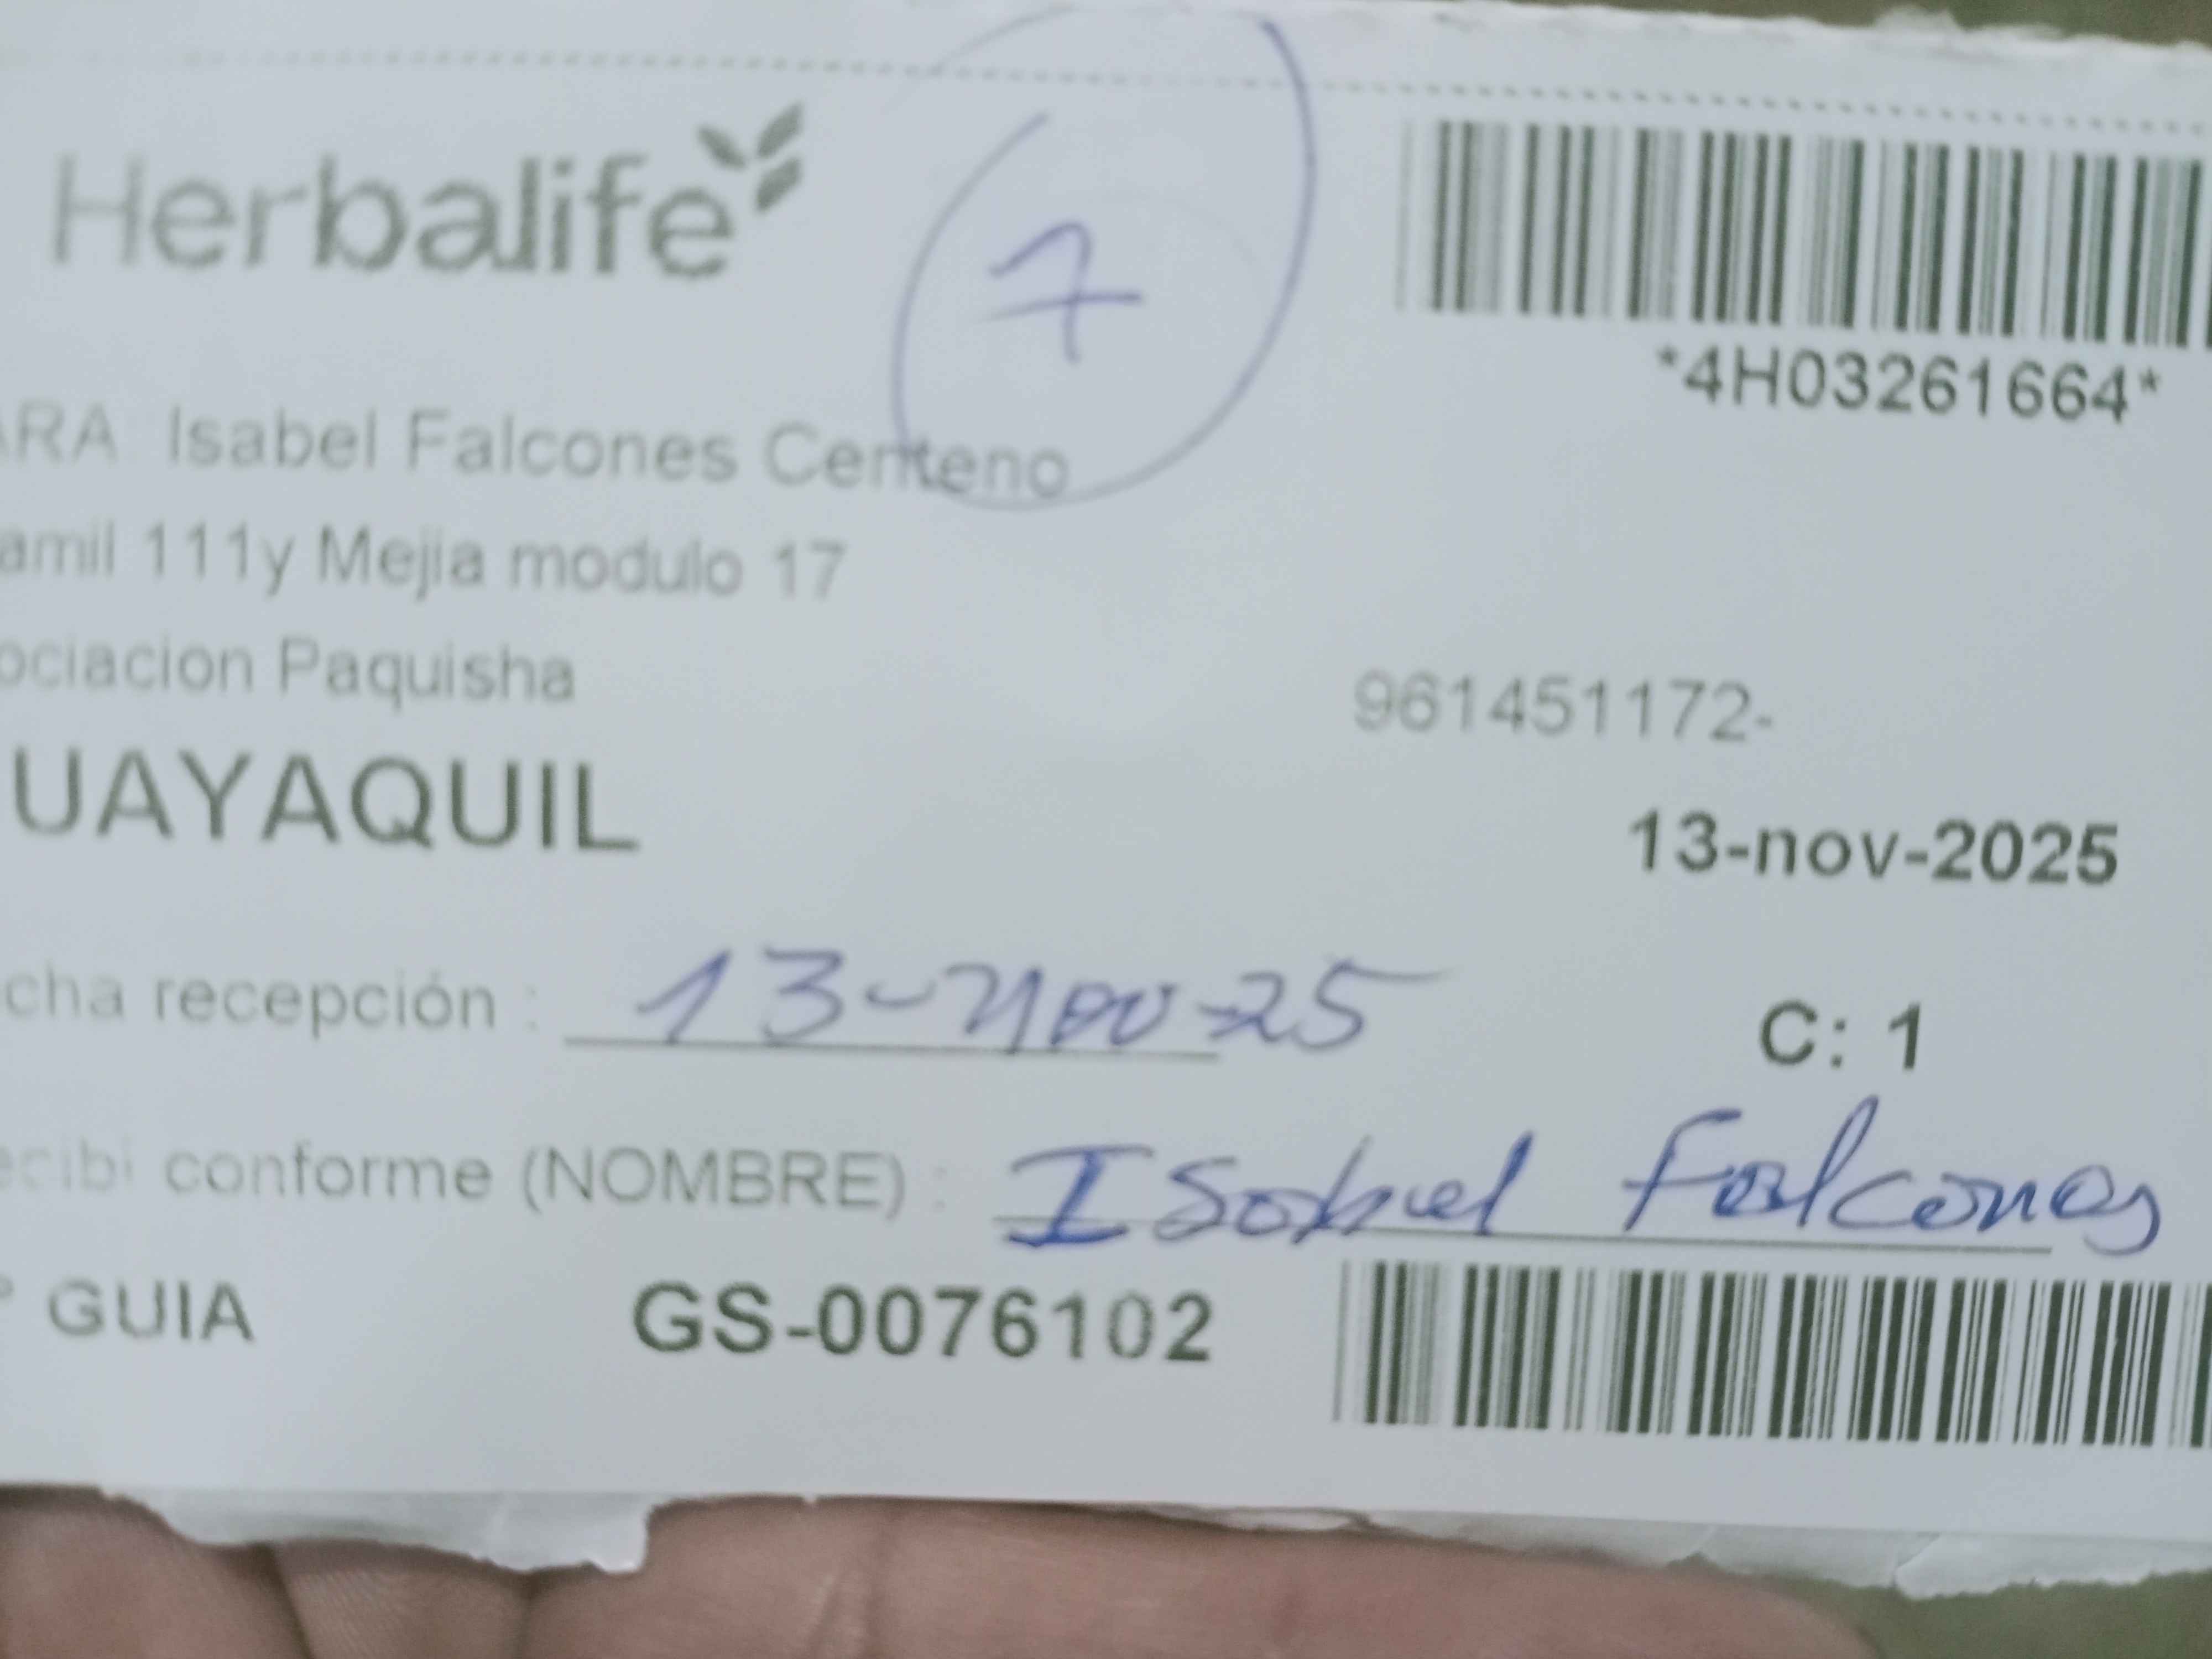 Herbalife
7
*4H03261664*
ARA Isabel Falcones Centeno
amil 111y Mejia modulo 17
ociacion Paquisha
961451172-
UAYAQUIL
13-nov-2025
cha recepción : 13-nov-25
C: 1
ecibi conforme (NOMBRE) : Isabel Falcones
° GUIA GS-0076102